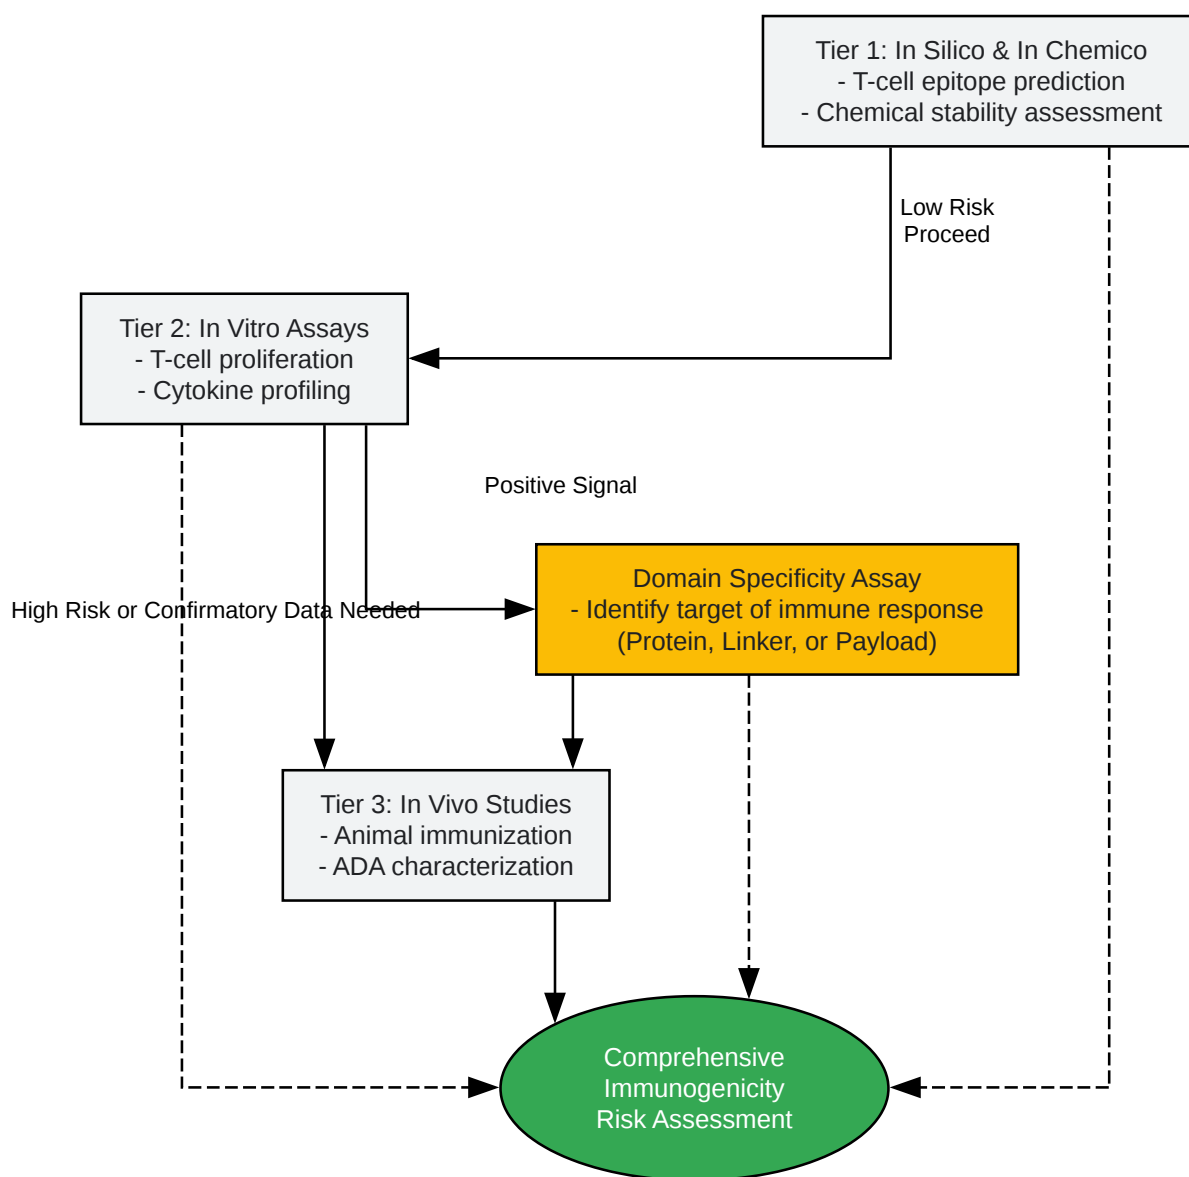 Tier 1: In Silico & In Chemico
- T-cell epitope prediction
- Chemical stability assessment
Low Risk
Proceed
Tier 2: In Vitro Assays
- T-cell proliferation
- Cytokine profiling
Positive Signal
Domain Specificity Assay
- Identify target of immune response
(Protein, Linker, or Payload)
High Risk or Confirmatory Data Needed
Tier 3: In Vivo Studies
- Animal immunization
- ADA characterization
Comprehensive
Immunogenicity
Risk Assessment